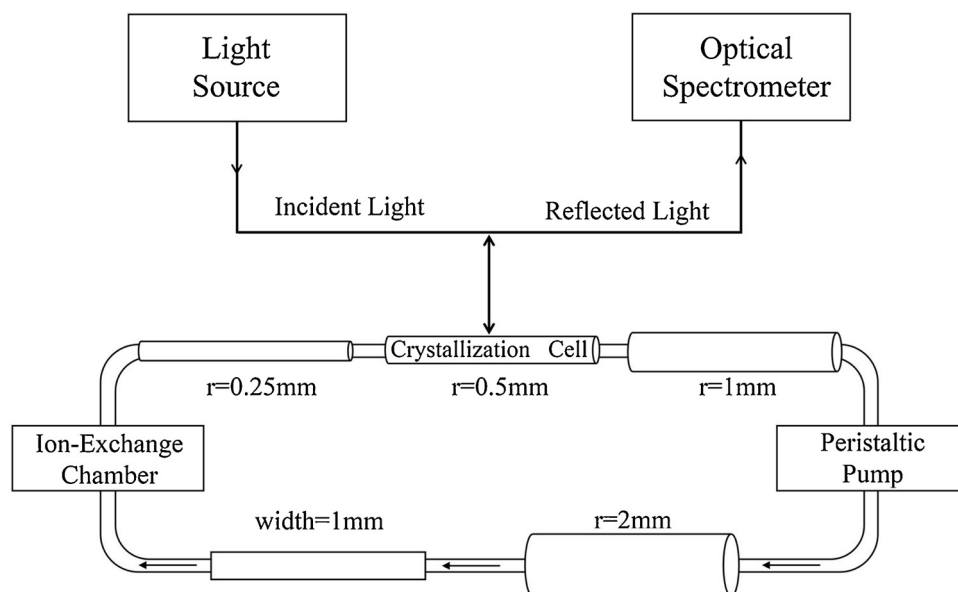 Light
Source
Optical
Spectrometer
Incident Light
Reflected Light
Crystallization Cell
r=0.25mm
r=0.5mm
r=1mm
Ion-Exchange
Chamber
Peristaltic
Pump
width=1mm
r=2mm